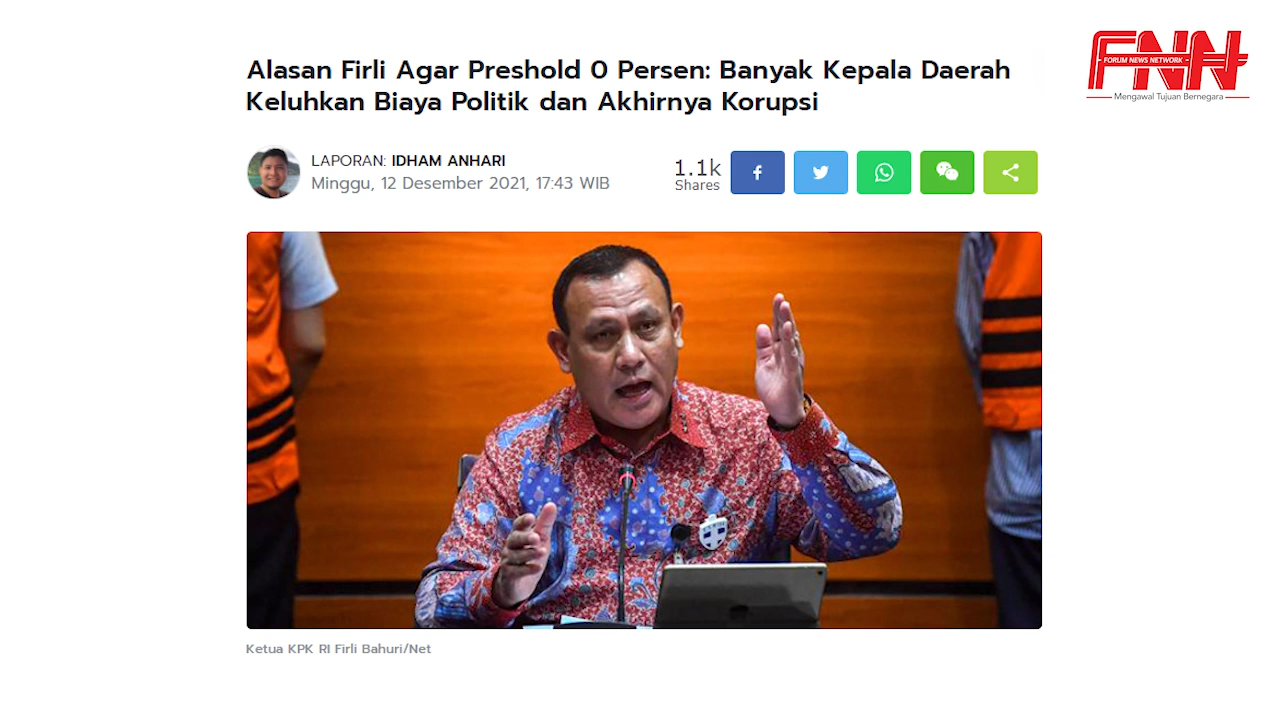 FNN
FORUM NEWS NETWORK
Mengawal Tujuan Bernegara
Alasan Firli Agar Preshold 0 Persen: Banyak Kepala Daerah
Keluhkan Biaya Politik dan Akhirnya Korupsi
LAPORAN: IDHAM ANHARI
Minggu, 12 Desember 2021, 17:43 WIB
1.1k
Shares
Ketua KPK RI Firli Bahuri/Net